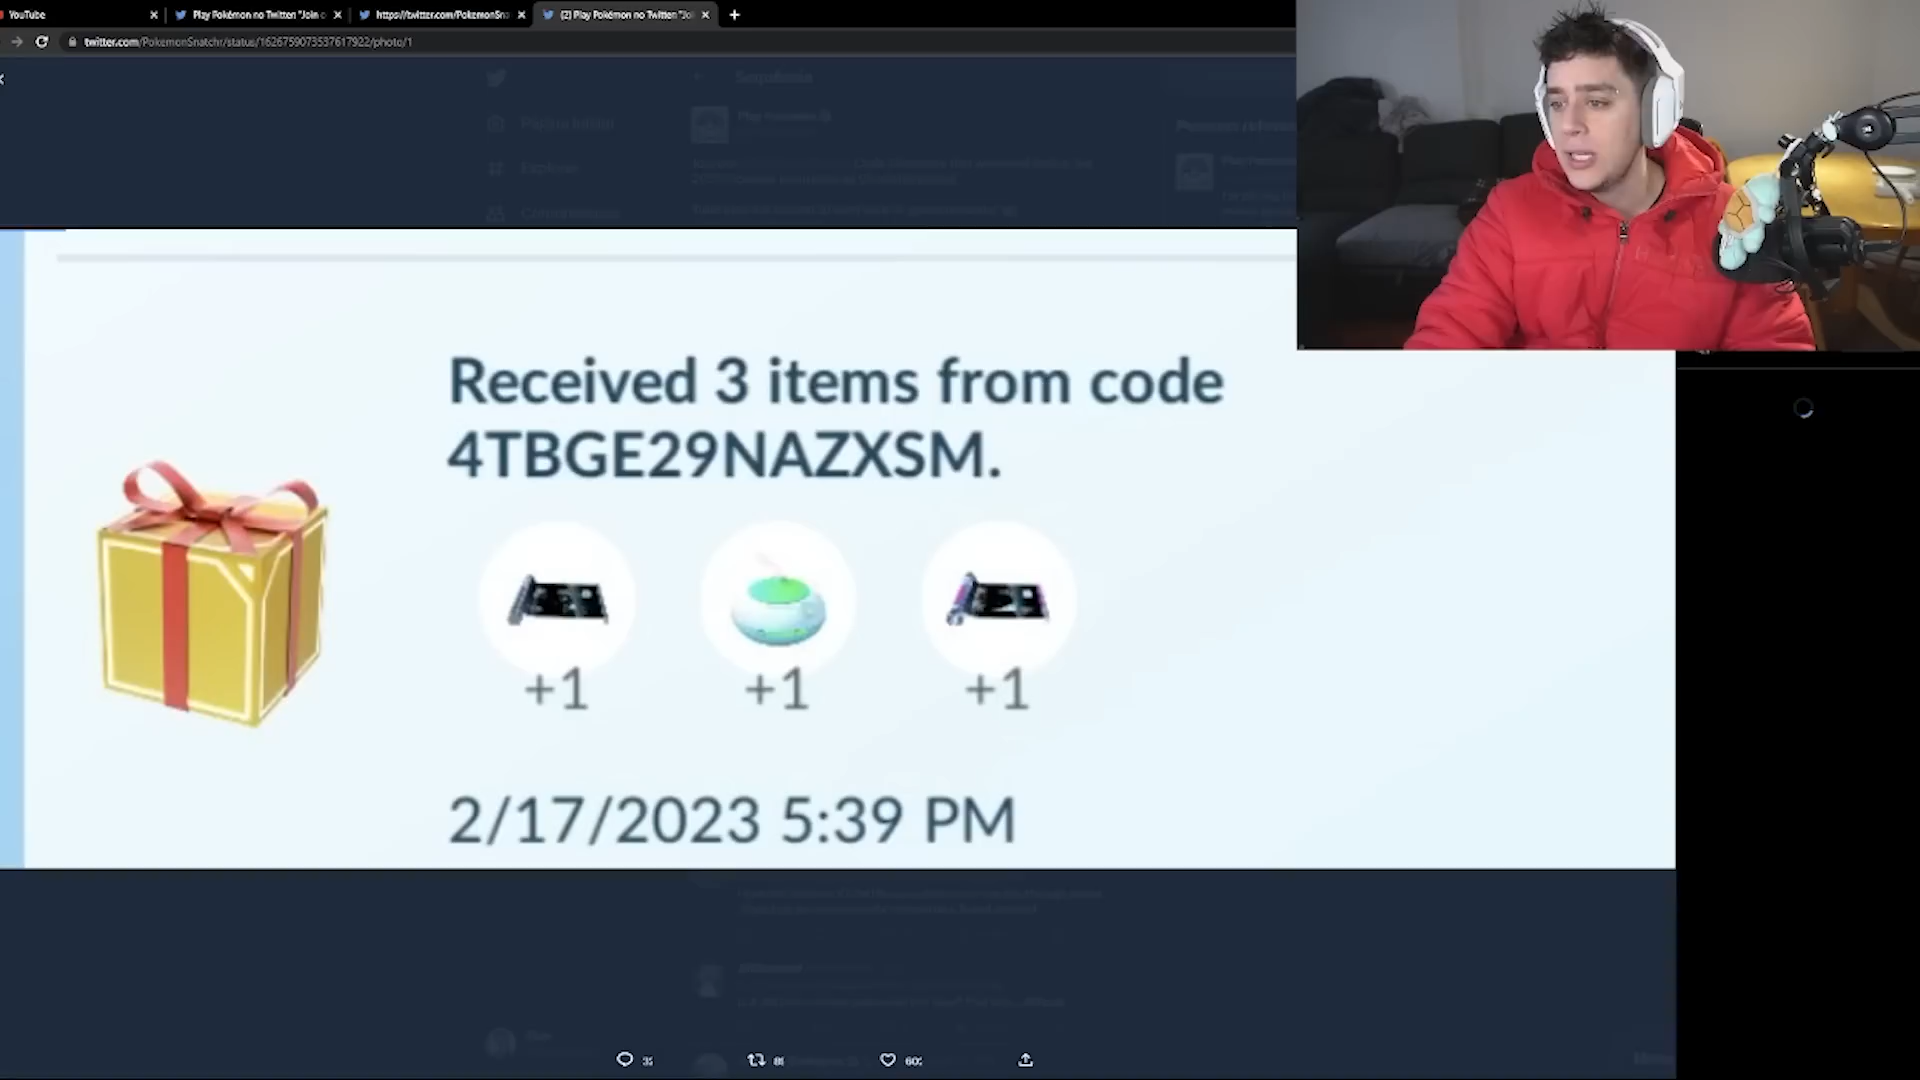 YouTube
Play Pokémon no Twitter: "Join
https://twitter.com/PokemonSn
(2) Play Pokémon no Twitter: "Jo
twitter.com/PokemonSnatchr/status/1626759073537617922/photo/1
Received 3 items from code
4TBGE29NAZXSM.
+1 +1 +1
2/17/2023 5:39 PM